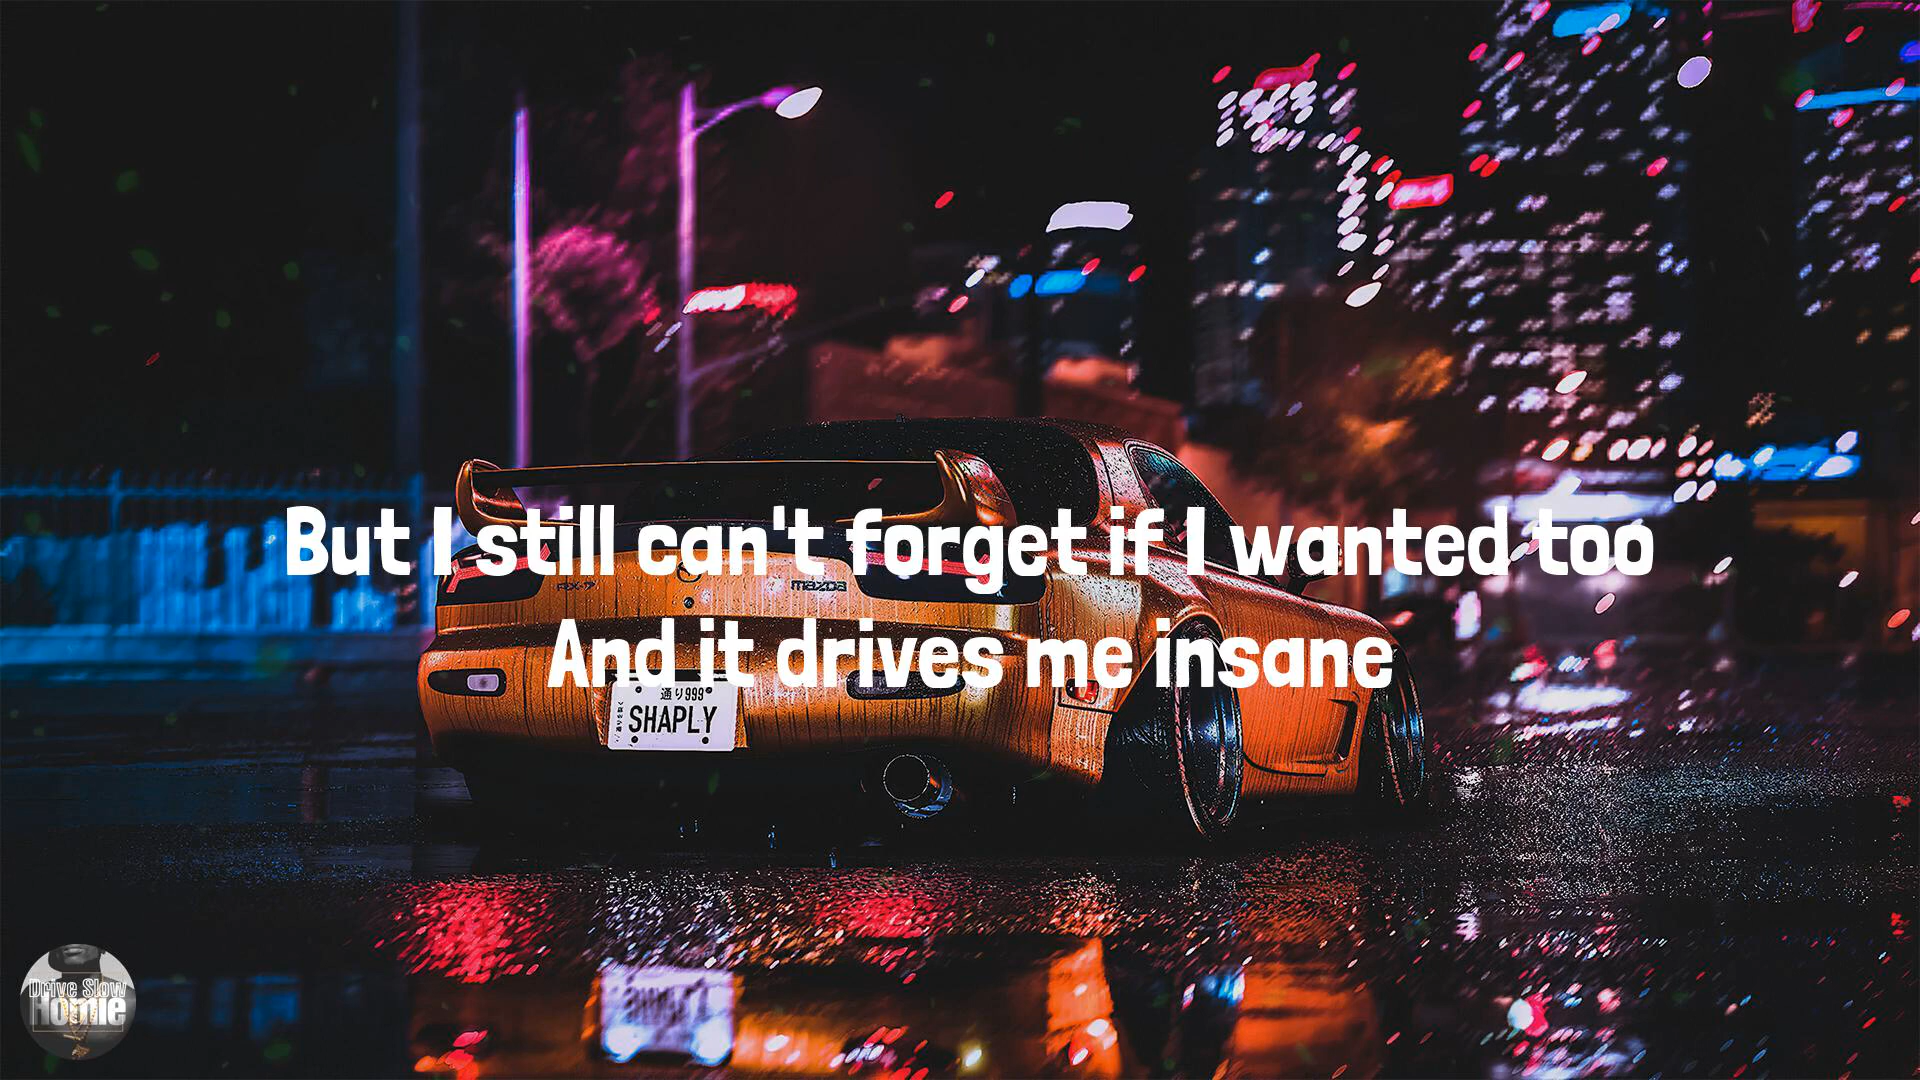 But I still can't forget if I wanted too
RX-7
mazda
And it drives me insane
通り999
SHAPLY
Drive Slow
Homie